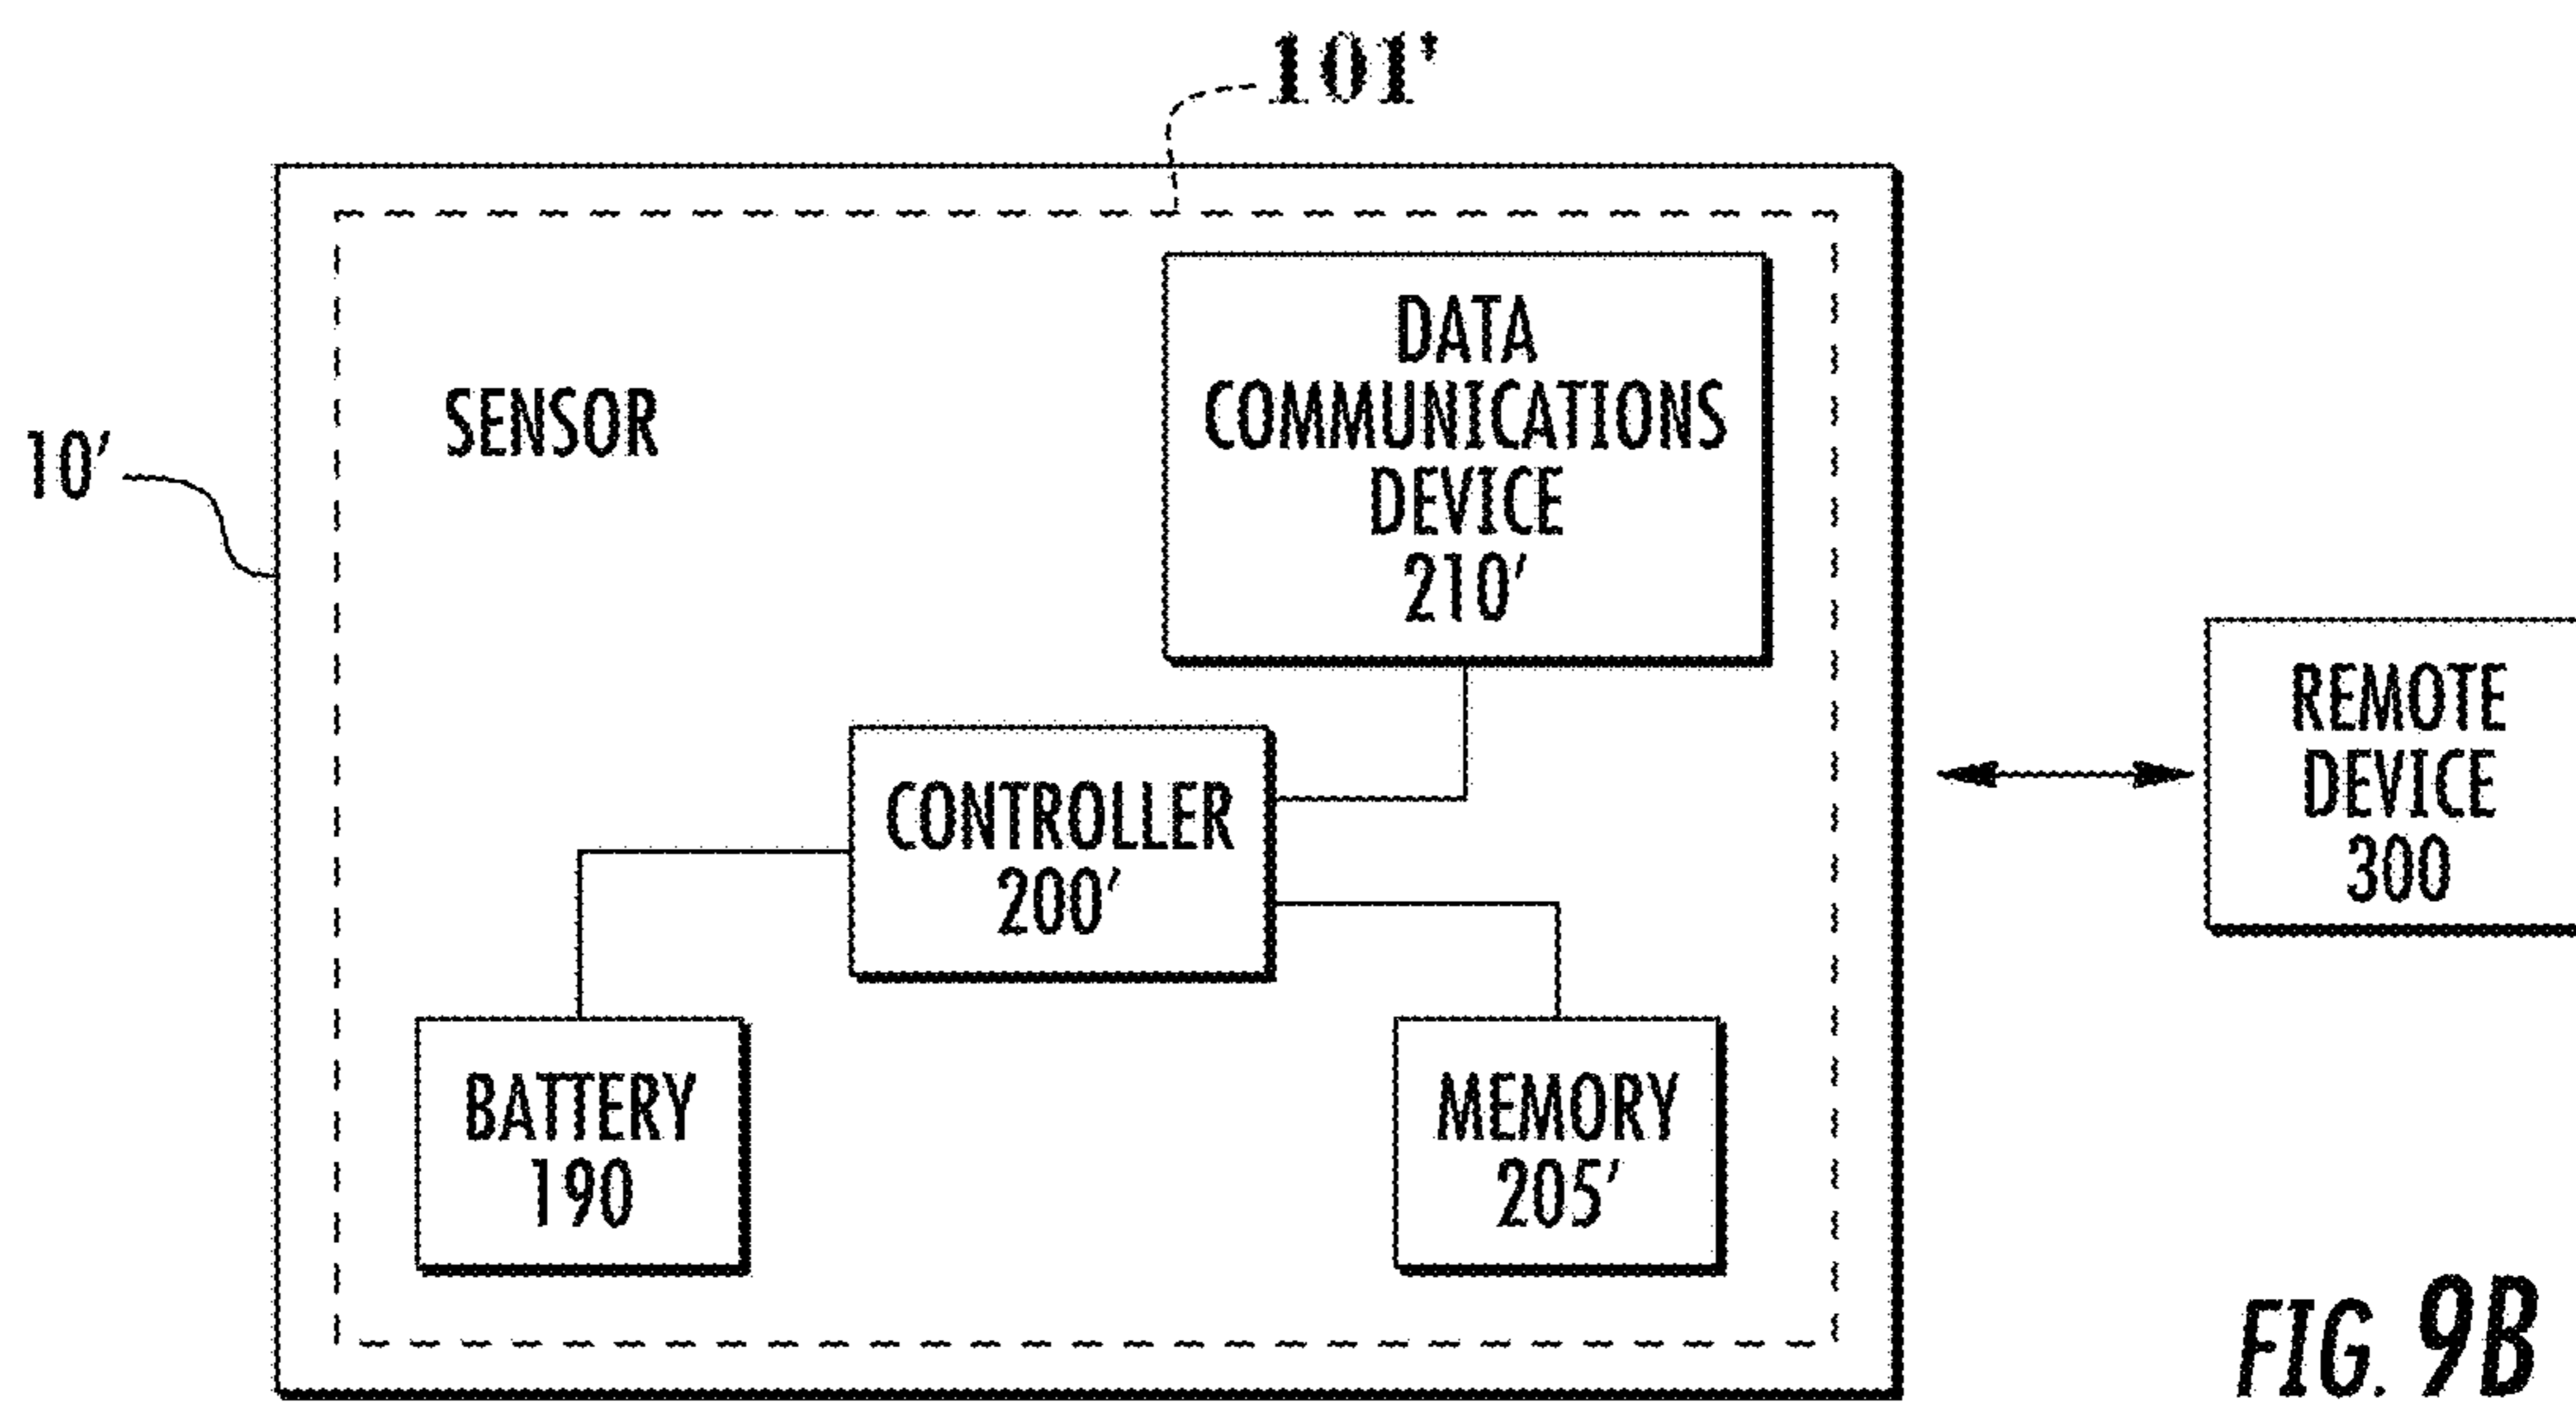 101'
10'
SENSOR
DATA
COMMUNICATIONS
DEVICE
210'
CONTROLLER
200'
BATTERY
190
MEMORY
205'
REMOTE
DEVICE
300
FIG. 9B